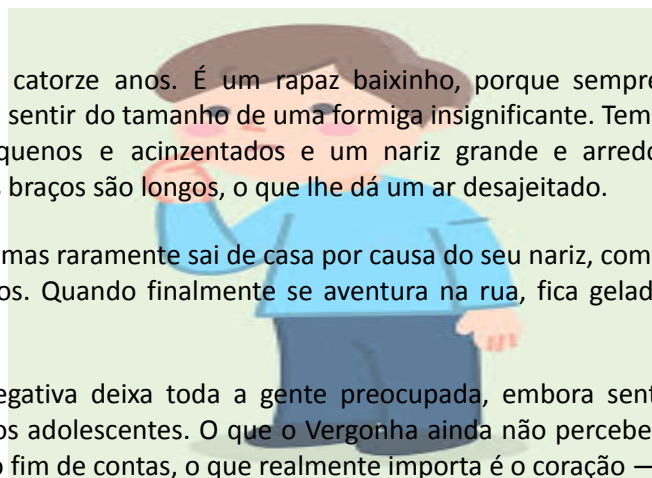 catorze anos. É um rapaz baixinho, porque sempre
sentir do tamanho de uma formiga insignificante. Tem
quenos e acinzentados e um nariz grande e arredo
braços são longos, o que lhe dá um ar desajeitado.
mas raramente sai de casa por causa do seu nariz, com
os. Quando finalmente se aventura na rua, fica gelad
egativa deixa toda a gente preocupada, embora sent
os adolescentes. O que o Vergonha ainda não percebe
fim de contas, o que realmente importa é o coração —